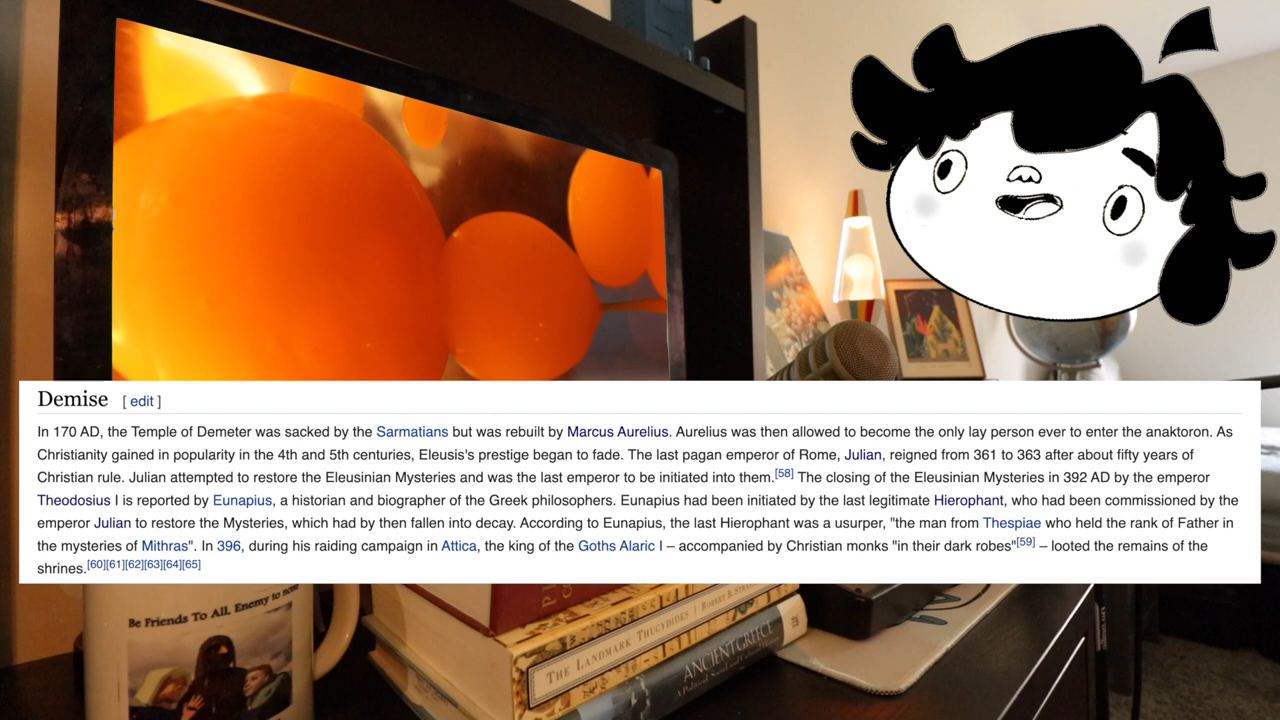 Demise [ edit ]
In 170 AD, the Temple of Demeter was sacked by the Sarmatians but was rebuilt by Marcus Aurelius. Aurelius was then allowed to become the only lay person ever to enter the anaktoron. As
Christianity gained in popularity in the 4th and 5th centuries, Eleusis's prestige began to fade. The last pagan emperor of Rome, Julian, reigned from 361 to 363 after about fifty years of
Christian rule. Julian attempted to restore the Eleusinian Mysteries and was the last emperor to be initiated into them.[58] The closing of the Eleusinian Mysteries in 392 AD by the emperor
Theodosius I is reported by Eunapius, a historian and biographer of the Greek philosophers. Eunapius had been initiated by the last legitimate Hierophant, who had been commissioned by the
emperor Julian to restore the Mysteries, which had by then fallen into decay. According to Eunapius, the last Hierophant was a usurper, "the man from Thespiae who held the rank of Father in
the mysteries of Mithras". In 396, during his raiding campaign in Attica, the king of the Goths Alaric I – accompanied by Christian monks "in their dark robes"[59] – looted the remains of the
shrines.[60][61][62][63][64][65]
Be Friends To All. Enemy to none
THE LANDMARK THUCYDIDES
ANCIENT GREECE